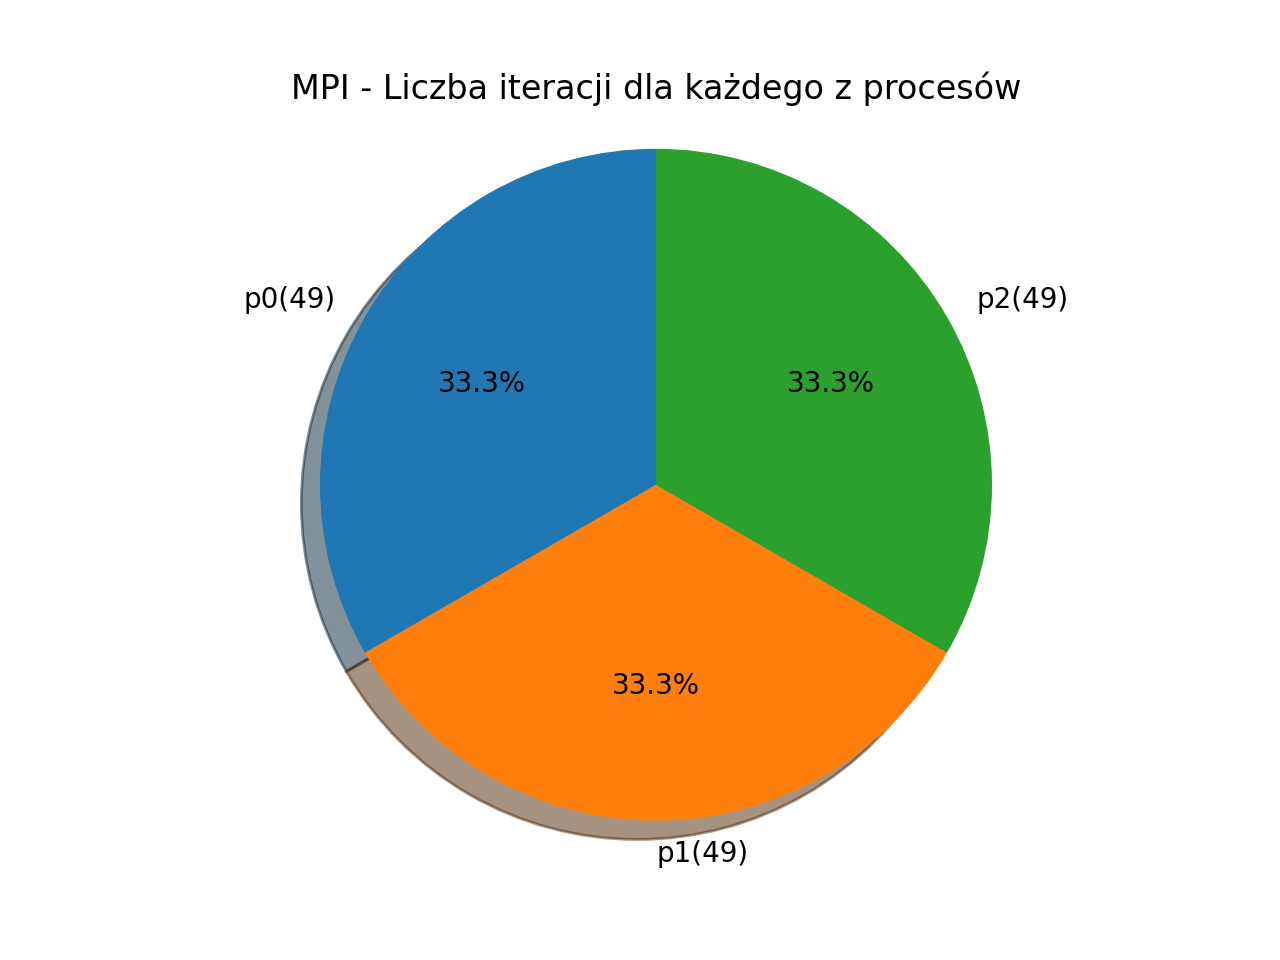 MPI - Liczba iteracji dla każdego z procesów
p0(49)
p2(49)
33.3%
33.3%
33.3%
p1(49)